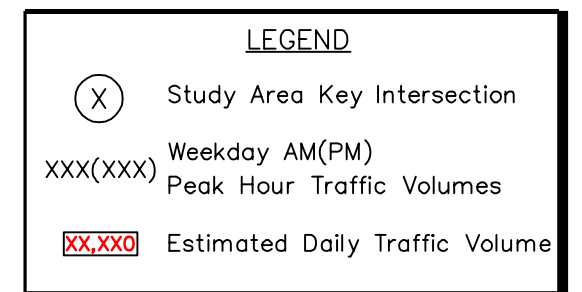 LEGEND
X Study Area Key Intersection
XXX(XXX) Weekday AM(PM)
Peak Hour Traffic Volumes
XX,XX0 Estimated Daily Traffic Volume